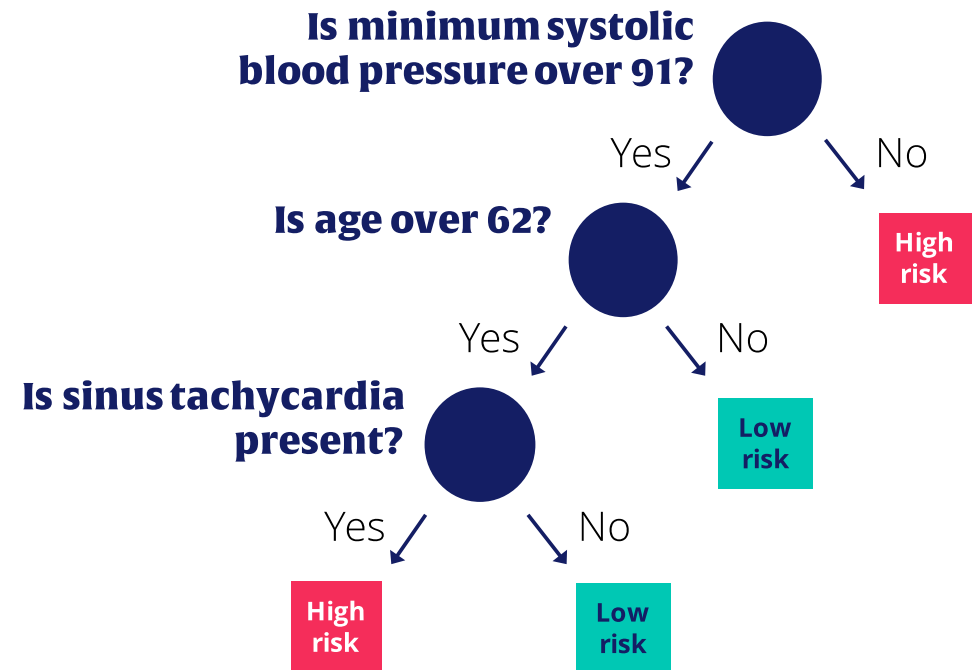 Is minimum systolic
blood pressure over 91?
Yes
No
Is age over 62?
High
risk
Yes
No
Is sinus tachycardia
present?
Low
risk
Yes
No
High
risk
Low
risk